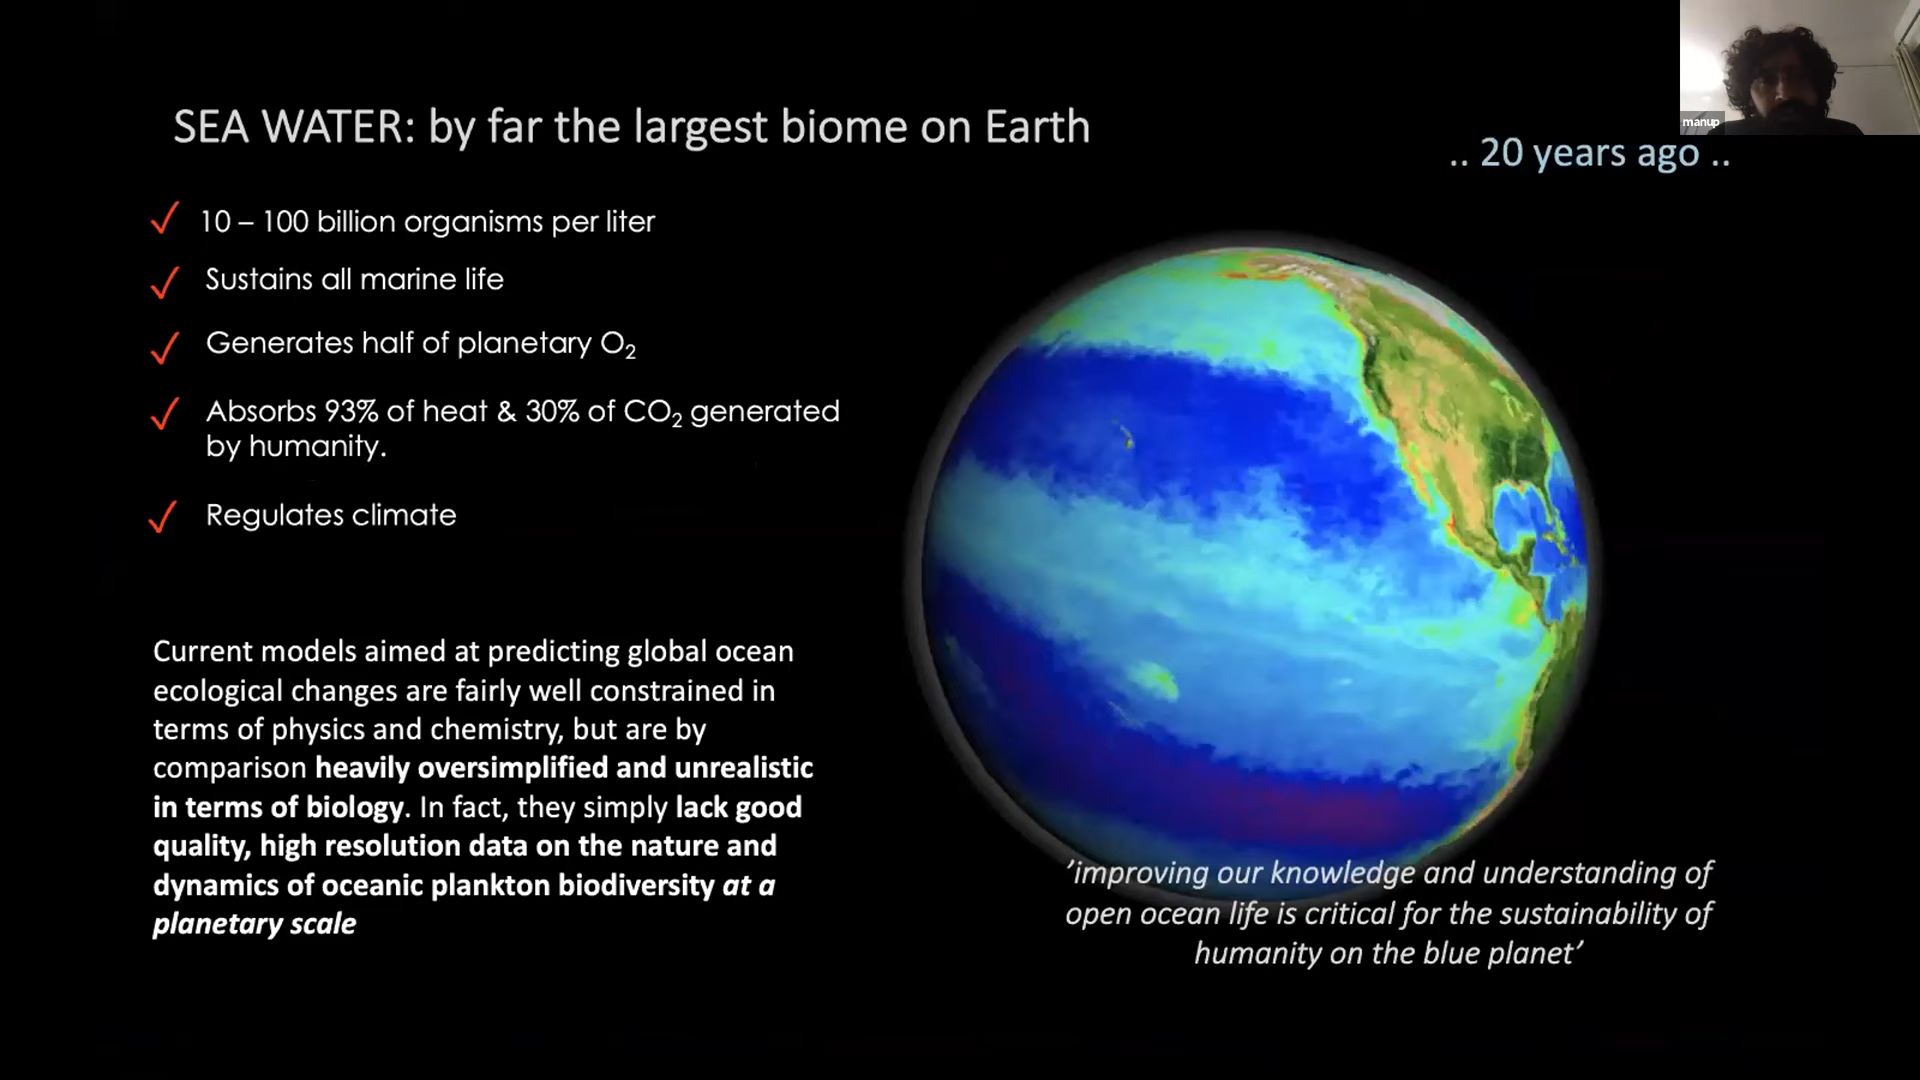 manup
SEA WATER: by far the largest biome on Earth
.. 20 years ago ..
✓ 10 – 100 billion organisms per liter
✓ Sustains all marine life
✓ Generates half of planetary O₂
✓ Absorbs 93% of heat & 30% of CO₂ generated
by humanity.
✓ Regulates climate
Current models aimed at predicting global ocean
ecological changes are fairly well constrained in
terms of physics and chemistry, but are by
comparison heavily oversimplified and unrealistic
in terms of biology. In fact, they simply lack good
quality, high resolution data on the nature and
dynamics of oceanic plankton biodiversity at a
planetary scale
’improving our knowledge and understanding of
open ocean life is critical for the sustainability of
humanity on the blue planet’